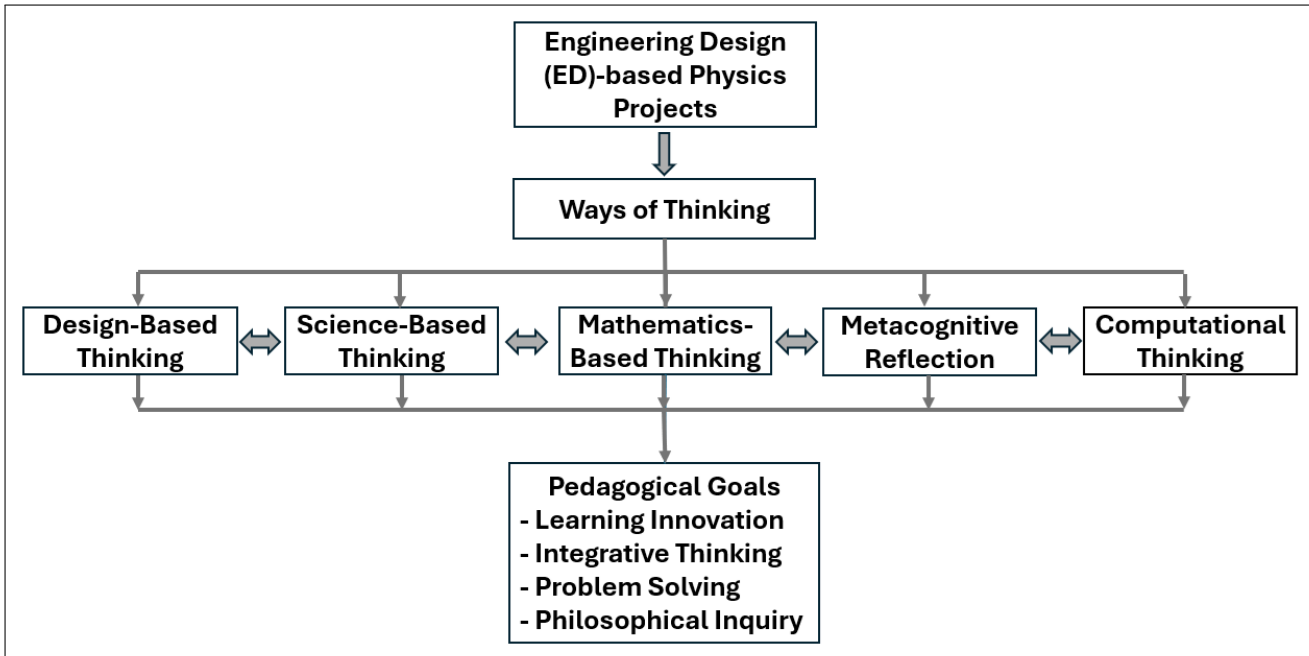 Engineering Design
(ED)-based Physics
Projects
Ways of Thinking
Design-Based
Thinking
Science-Based
Thinking
Mathematics-
Based Thinking
Metacognitive
Reflection
Computational
Thinking
Pedagogical Goals
- Learning Innovation
- Integrative Thinking
- Problem Solving
- Philosophical Inquiry